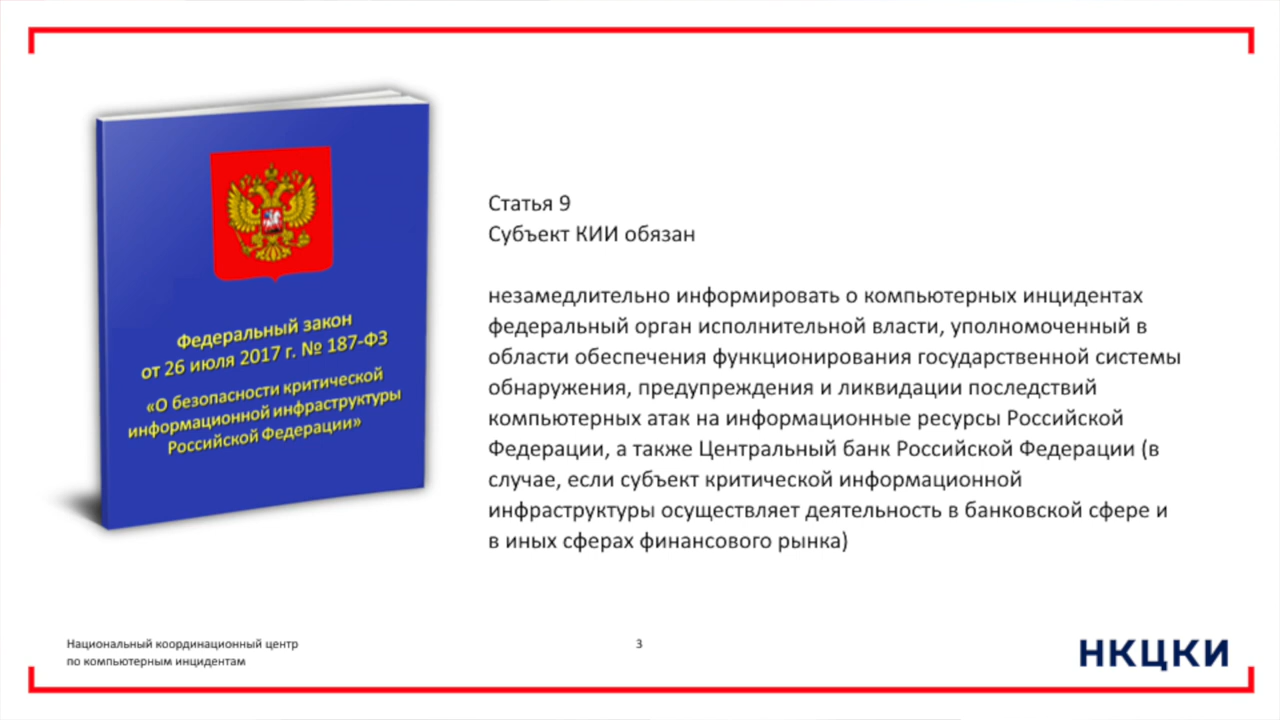 Федеральный закон
от 26 июля 2017 г. № 187-ФЗ
«О безопасности критической
информационной инфраструктуры
Российской Федерации»
Статья 9
Субъект КИИ обязан
незамедлительно информировать о компьютерных инцидентах
федеральный орган исполнительной власти, уполномоченный в
области обеспечения функционирования государственной системы
обнаружения, предупреждения и ликвидации последствий
компьютерных атак на информационные ресурсы Российской
Федерации, а также Центральный банк Российской Федерации (в
случае, если субъект критической информационной
инфраструктуры осуществляет деятельность в банковской сфере и
в иных сферах финансового рынка)
Национальный координационный центр
по компьютерным инцидентам
3
НКЦКИ